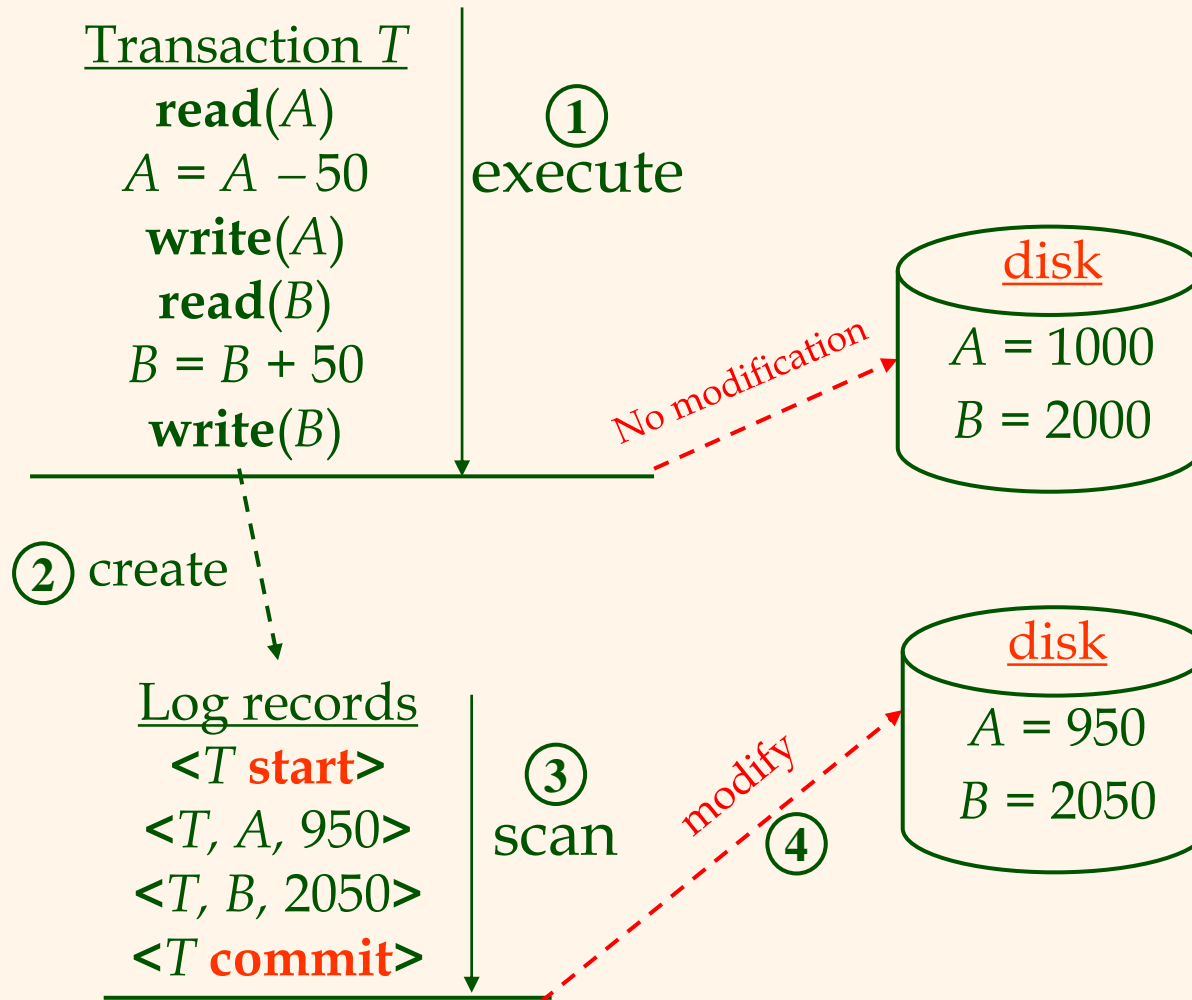 Transaction T
read(A)
A = A – 50
write(A)
read(B)
B = B + 50
write(B)
1
execute
No modification
disk
A = 1000
B = 2000
2 create
Log records
<T start>
<T, A, 950>
<T, B, 2050>
<T commit>
3
scan
modify
4
disk
A = 950
B = 2050